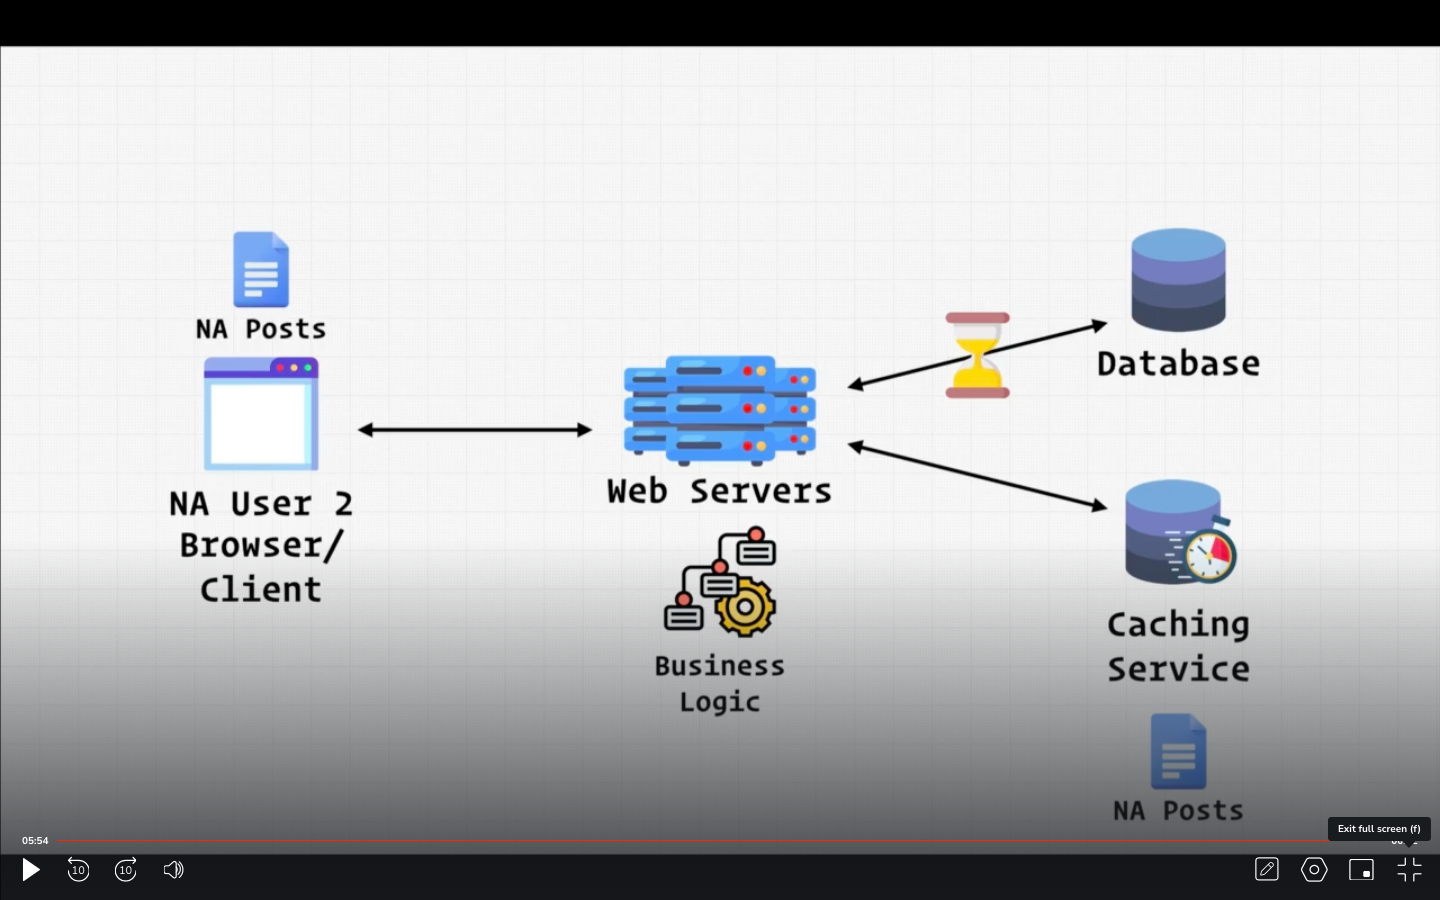 NA Posts
NA User 2
Browser/
Client
Web Servers
Business
Logic
Database
Caching
Service
NA Posts
Exit full screen (f)
05:54
10
10